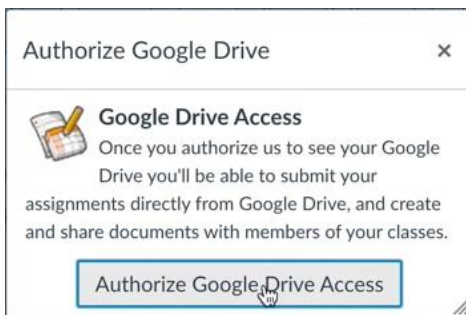 Authorize Google Drive ×
Google Drive Access
Once you authorize us to see your Google
Drive you'll be able to submit your
assignments directly from Google Drive, and create
and share documents with members of your classes.
Authorize Google Drive Access